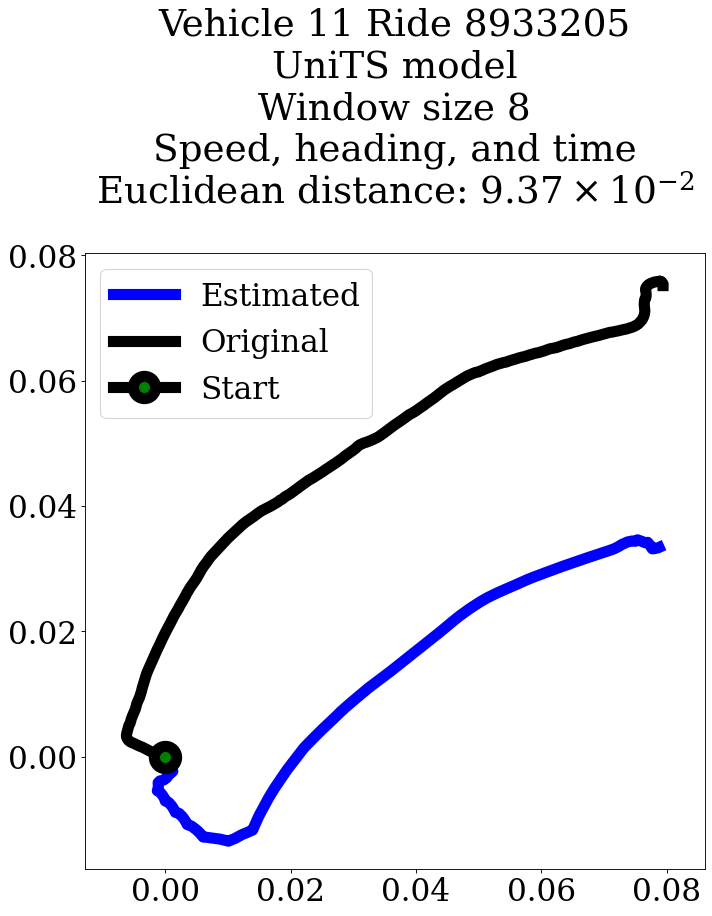 Vehicle 11 Ride 8933205
UniTS model
Window size 8
Speed, heading, and time
Euclidean distance: 9.37 × 10⁻²
0.08
0.06
0.04
0.02
0.00
Estimated
Original
Start
0.00 0.02 0.04 0.06 0.08